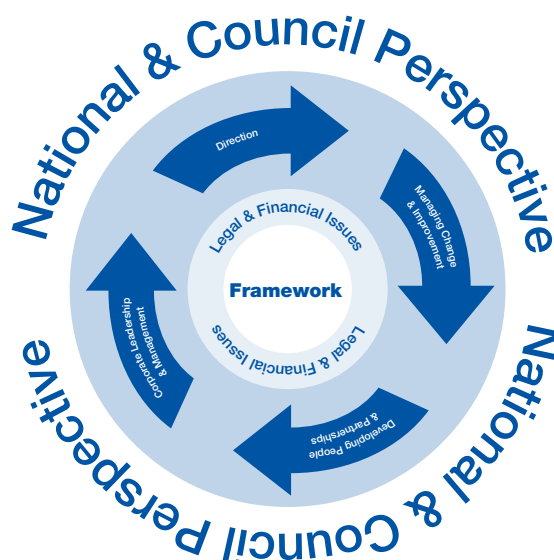 National & Council Perspective
Direction
Managing Change
& Improvement
Legal & Financial Issues
Framework
Legal & Financial Issues
Corporate Leadership
& Management
Developing People
& Partnerships
National & Council Perspective